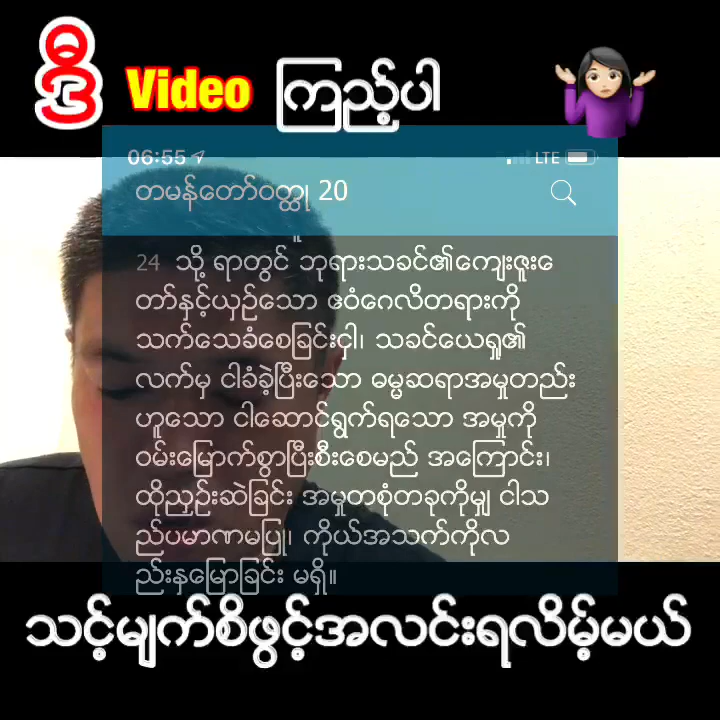 ဒီ Video ကြည့်ပါ
06:55 LTE
တမန်တော်ဝတ္ထု 20
24 သို့ ရာတွင် ဘုရားသခင်၏ကျေးဇူးေ
တာ်နှင့်ယှဉ်သော ဧဝံဂေလိတရားကို
သက်သေခံစေခြင်းငှါ၊ သခင်ယေရှု၏
လက်မှ ငါခံခဲ့ပြီးသော ဓမ္မဆရာအမှုတည်း
ဟူသော ငါဆောင်ရွက်ရသော အမှုကို
ဝမ်းမြောက်စွာပြီးစီးစေမည် အကြောင်း၊
ထိုညှဉ်းဆဲခြင်း အမှုတစုံတခုကိုမျှ ငါသ
ည်ပမာဏမပြု၊ ကိုယ်အသက်ကိုလ
ည်းနှမြောခြင်း မရှိ။
သင့်မျက်စိဖွင့်အလင်းရလိမ့်မယ်